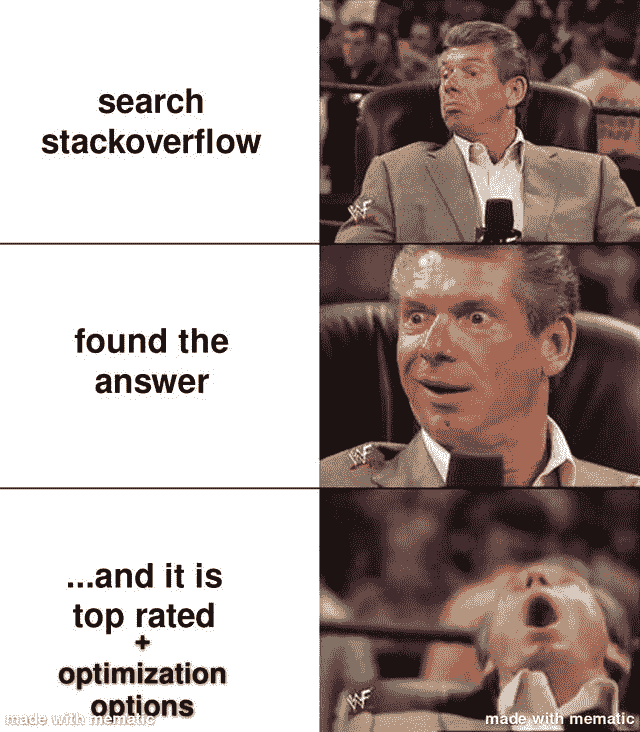 search
stackoverflow
found the
answer
...and it is
top rated
+
optimization
options
made with mematic
made with mematic